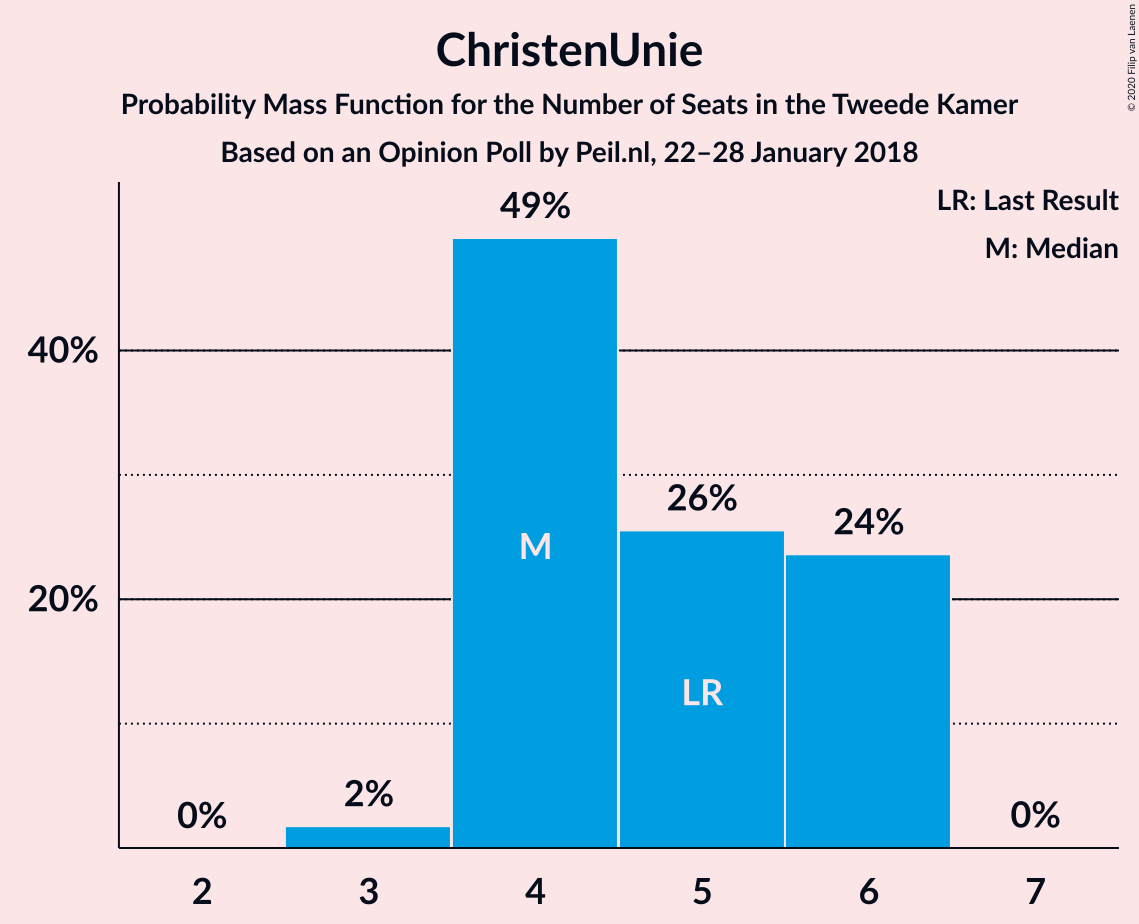 ChristenUnie
Probability Mass Function for the Number of Seats in the Tweede Kamer
Based on an Opinion Poll by Peil.nl, 22–28 January 2018
© 2020 Filip van Laenen
LR: Last Result
M: Median
49%
40%
26%
24%
M
20%
LR
2%
0%
0%
2 3 4 5 6 7